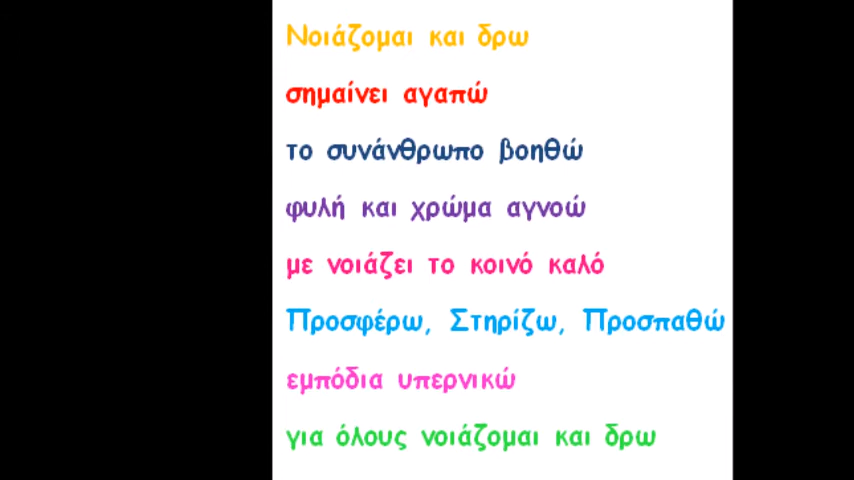 Νοιάζομαι και δρω
σημαίνει αγαπώ
το συνάνθρωπο βοηθώ
φυλή και χρώμα αγνοώ
με νοιάζει το κοινό καλό
Προσφέρω, Στηρίζω, Προσπαθώ
εμπόδια υπερνικώ
για όλους νοιάζομαι και δρω